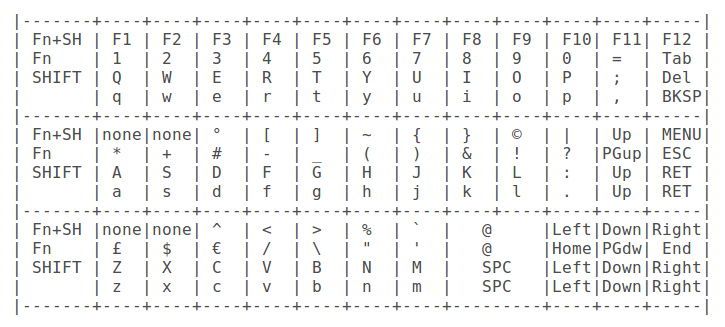 |-------+----+----+----+----+----+----+----+----+----+----+----+-----|
| Fn+SH | F1 | F2 | F3 | F4 | F5 | F6 | F7 | F8 | F9 | F10| F11| F12 |
| Fn    | 1  | 2  | 3  | 4  | 5  | 6  | 7  | 8  | 9  | 0  | =  | Tab |
| SHIFT | Q  | W  | E  | R  | T  | Y  | U  | I  | O  | P  | ;  | Del |
|       | q  | w  | e  | r  | t  | y  | u  | i  | o  | p  | ,  | BKSP|
|-------+----+----+----+----+----+----+----+----+----+----+----+-----|
| Fn+SH |none|none| °  | [  | ]  | ~  | {  | }  | ©  | |  | Up | MENU|
| Fn    | *  | +  | #  | -  | _  | (  | )  | &  | !  | ?  |PGup| ESC |
| SHIFT | A  | S  | D  | F  | G  | H  | J  | K  | L  | :  | Up | RET |
|       | a  | s  | d  | f  | g  | h  | j  | k  | l  | .  | Up | RET |
|-------+----+----+----+----+----+----+----+----+----+----+----+-----|
| Fn+SH |none|none| ^  | <  | >  | %  | `  |   @     |Left|Down|Right|
| Fn    | £  | $  | €  | /  | \  | "  | '  |   @     |Home|PGdw| End |
| SHIFT | Z  | X  | C  | V  | B  | N  | M  |   SPC   |Left|Down|Right|
|       | z  | x  | c  | v  | b  | n  | m  |   SPC   |Left|Down|Right|
|-------+----+----+----+----+----+----+----+---------+----+----+-----|